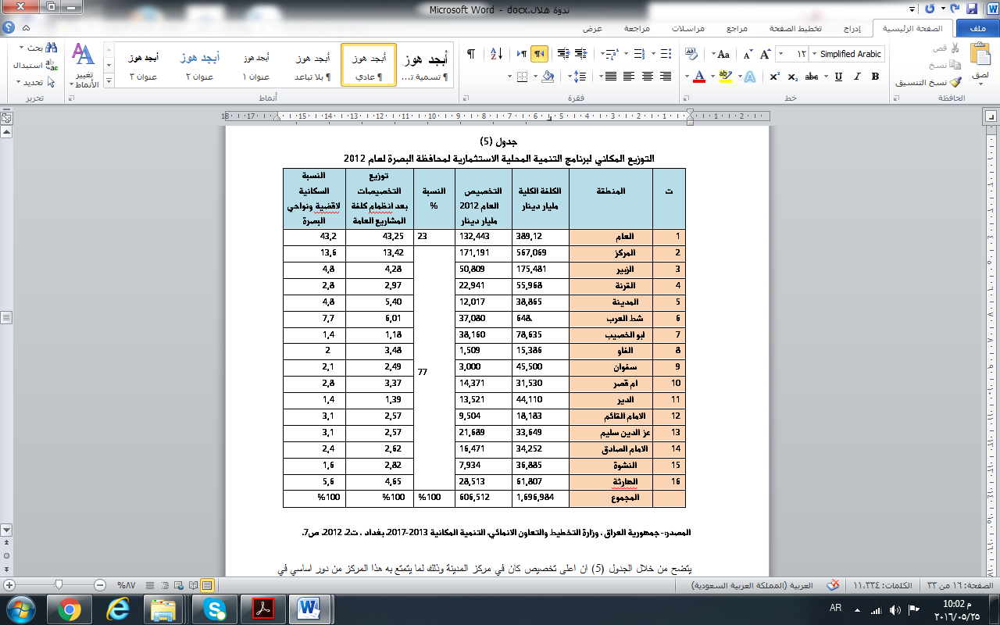 ندوة هلال.docx - Microsoft Word
ملف
الصفحة الرئيسية
إدراج
تخطيط الصفحة
مراجع
مراسلات
مراجعة
عرض
لصق
قص
نسخ
نسخ التنسيق
الحافظة
Simplified Arabic
١٢
خط
فقرة
أبجد هوز
¶ تسمية ت...
أبجد هوز
¶ عادي
أبجد هوز
¶ بلا تباعد
أبجد هوز
عنوان ١
أبجد هوز
عنوان ٢
أبجد هوز
عنوان ٣
تغيير الأنماط
أنماط
بحث
استبدال
تحديد
تحرير
جدول (5)
التوزيع المكاني لبرنامج التنمية المحلية الاستثمارية لمحافظة البصرة لعام 2012
ت المنطقة الكلفة الكلية مليار دينار التخصيص العام 2012 مليار دينار النسبة % توزيع التخصيصات بعد انظمام كلفة المشاريع العامة النسبة السكانية لاقضية ونواحي البصرة
1 العام 389,12 132,443 23 43,25 43,2
2 المركز 567,069 171,191 13,42 13,6
3 الزبير 175,481 50,809 4,28 4,8
4 القرنة 55,968 22,941 2,97 2,8
5 المدينة 38,865 12,017 5,40 4,8
6 شط العرب 648. 37,080 6,01 7,7
7 ابو الخصيب 78,635 38,160 1,18 1,4
8 الفاو 15,386 1,509 3,48 2
9 سفوان 45,500 3,000 77 2,49 2,1
10 ام قصر 31,530 14,371 3,37 2,8
11 الدير 44,110 13,521 1,39 1,4
12 الامام القائم 18,183 9,504 2,57 3,1
13 عز الدين سليم 33,649 21,689 2,57 3,1
14 الامام الصادق 34,252 16,471 2,62 2,4
15 النشوة 36,885 7,934 2,82 1,6
16 الهارثة 61,807 28,513 4,65 5,6
المجموع 1,696,984 606,512 %100 %100 %100
المصدر:- جمهورية العراق ، وزارة التخطيط والتعاون الانمائي، التنمية المكانية 2013-2017، بغداد ، ت2، 2012، ص7.
يتضح من خلال الجدول (5) ان اعلى تخصيص كان في مركز المدينة وذلك لما يتمتع به هذا المركز من دور اساسي في
الصفحة: ١٦ من ٣٣
الكلمات: ١١,٣٣٤
العربية (المملكة العربية السعودية)
٨٧%
AR
10:02 م
٢٠١٦/٠٥/٢٥